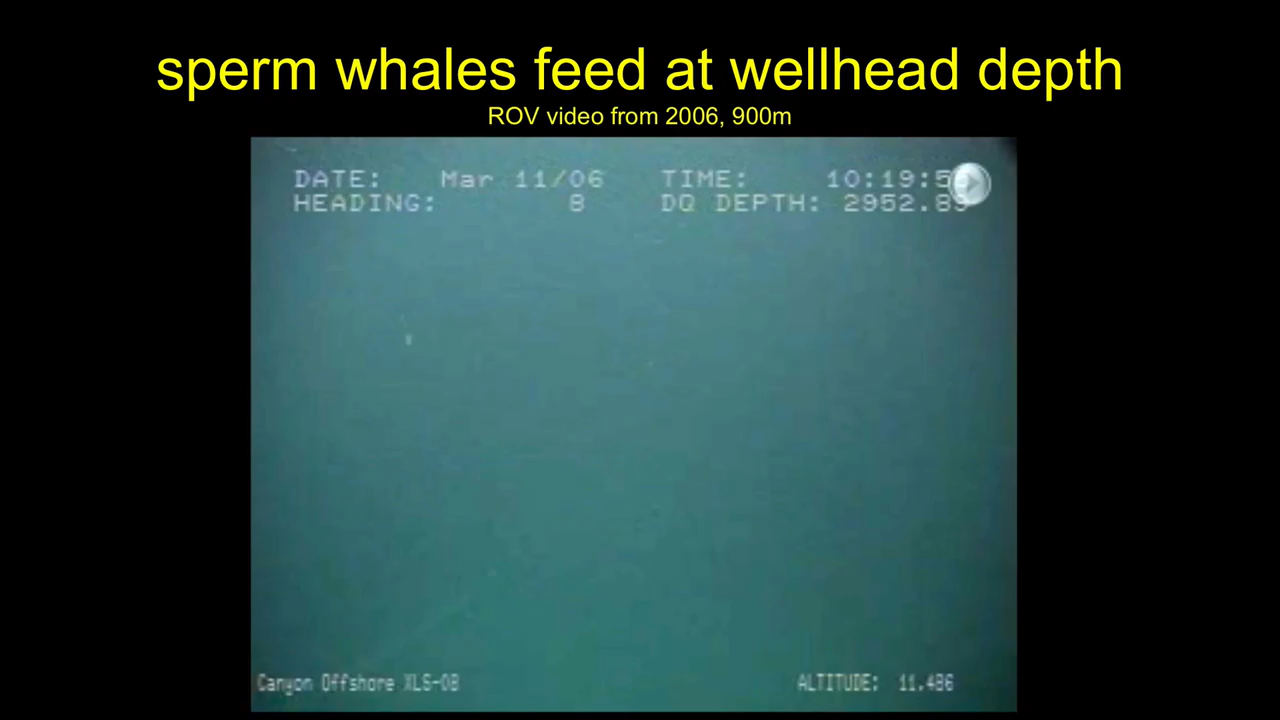 sperm whales feed at wellhead depth
ROV video from 2006, 900m
DATE: Mar 11/06 TIME:
HEADING: 8 DQ DEPTH:
Canyon Offshore XLS-08 ALTITUDE: 11.486